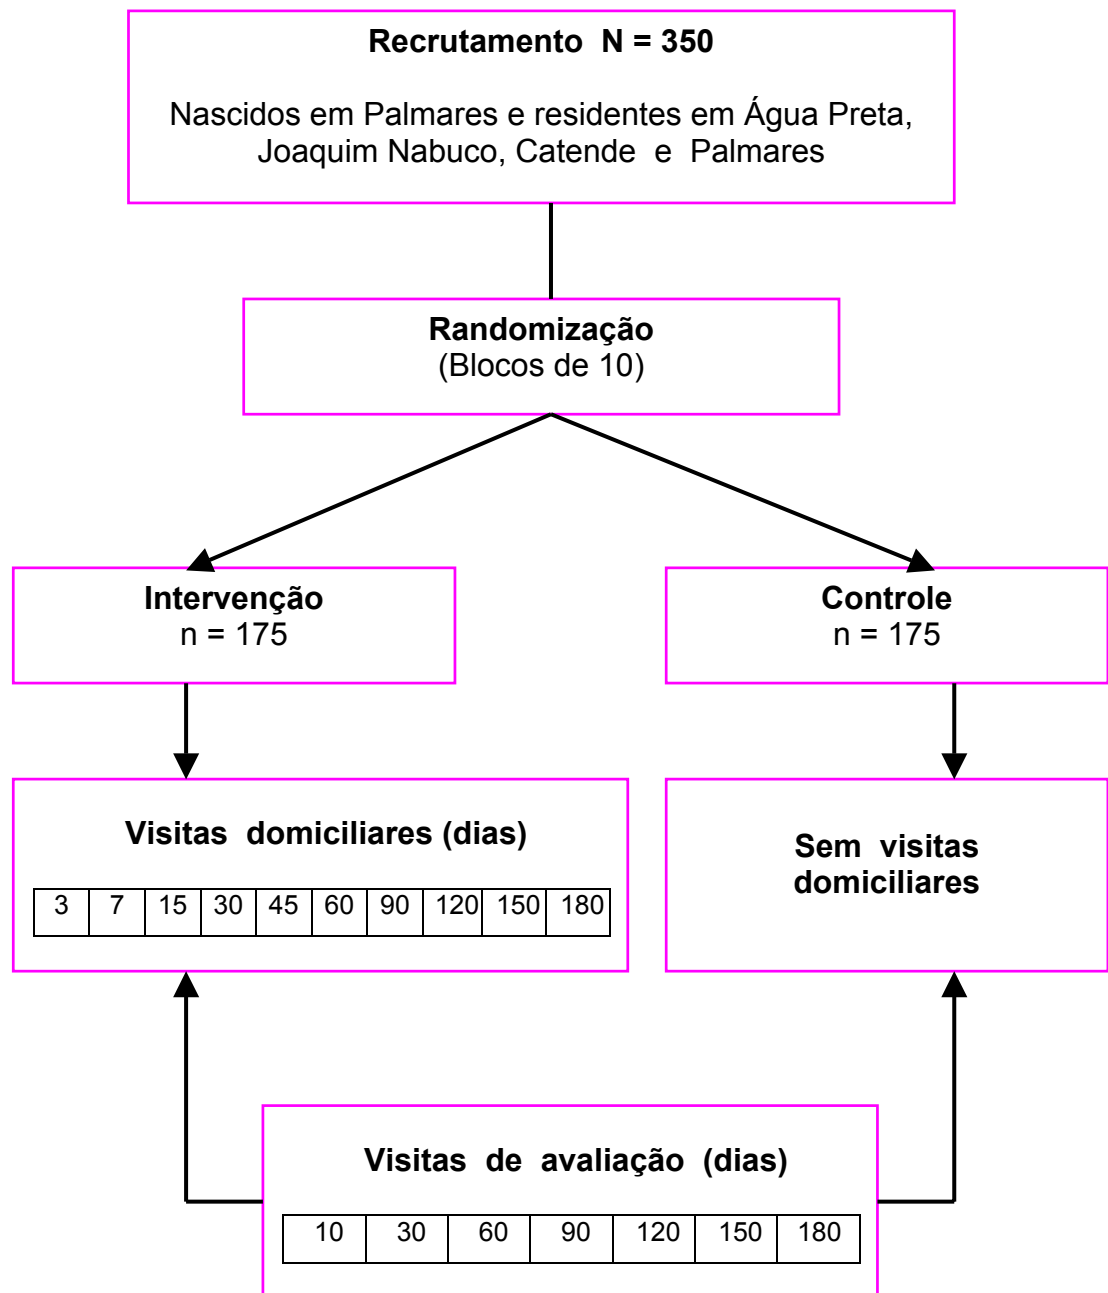 Recrutamento N = 350
Nascidos em Palmares e residentes em Água Preta,
Joaquim Nabuco, Catende e Palmares
Randomização
(Blocos de 10)
Intervenção
n = 175
Controle
n = 175
Visitas domiciliares (dias)
3 7 15 30 45 60 90 120 150 180
Sem visitas
domiciliares
Visitas de avaliação (dias)
10 30 60 90 120 150 180